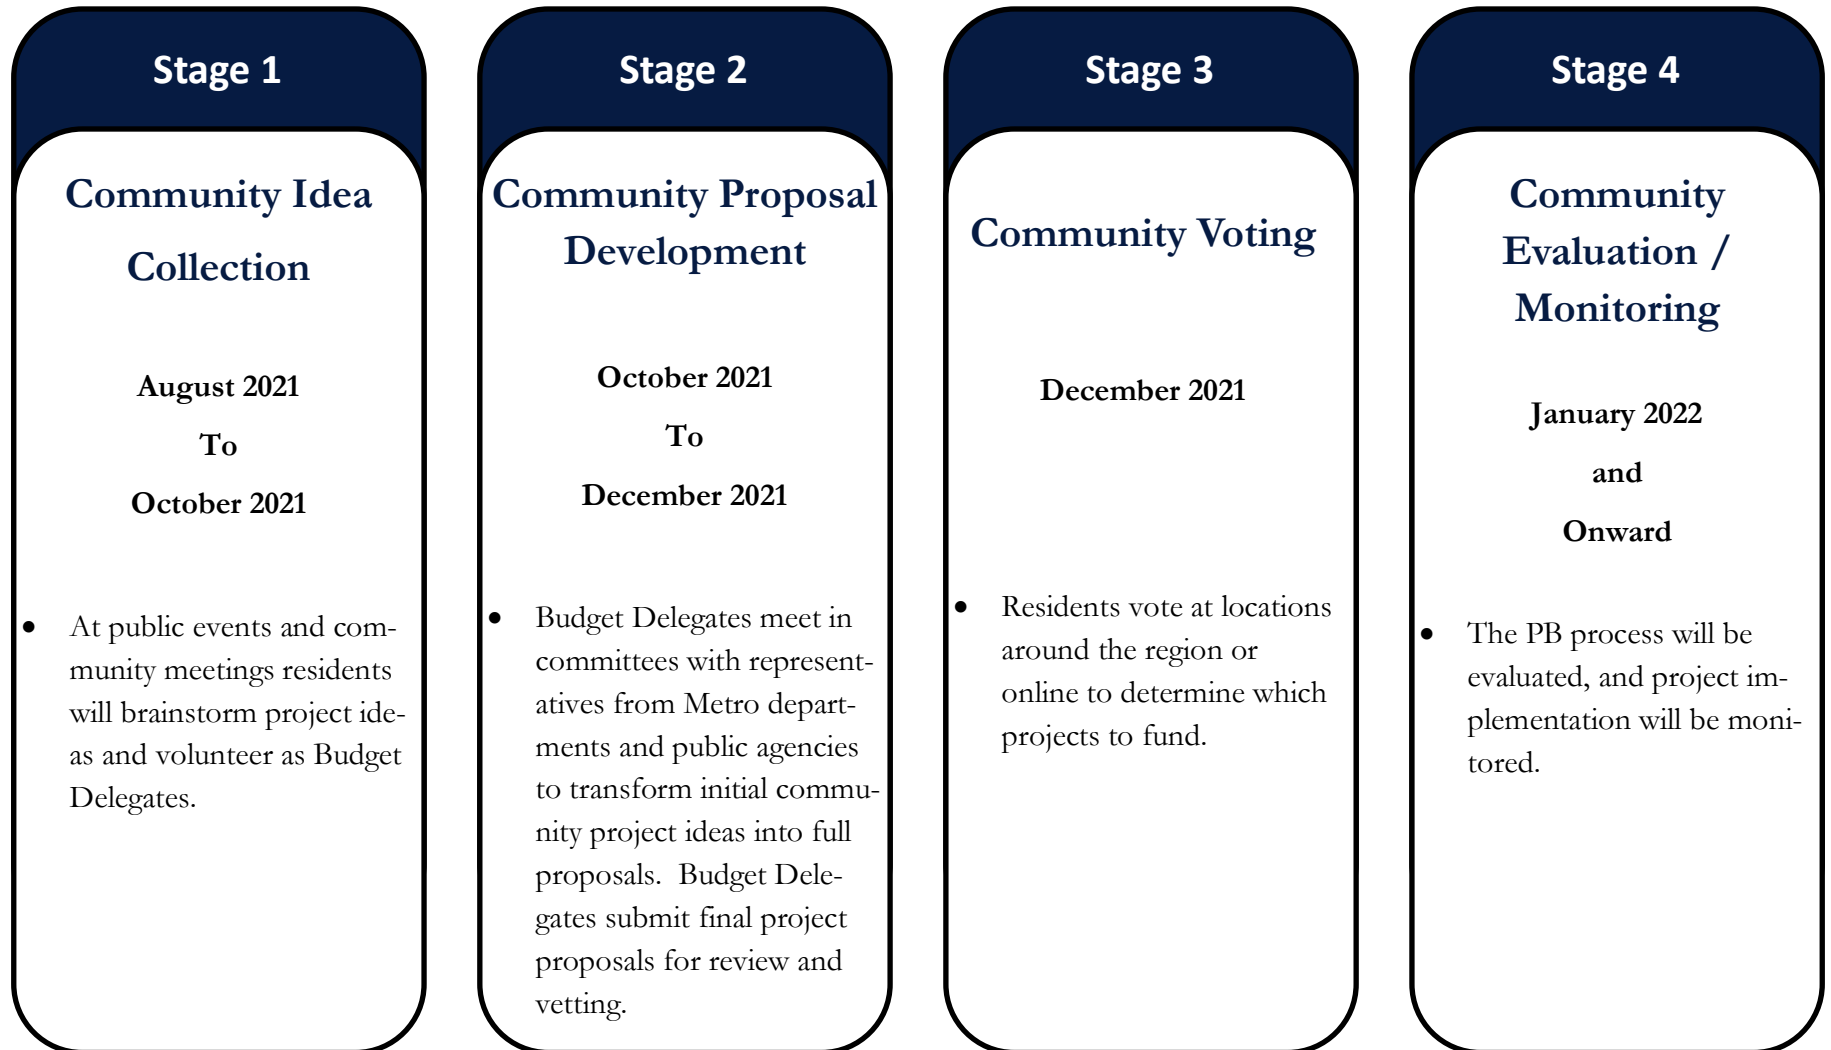 Stage 1
Community Idea
Collection
August 2021
To
October 2021
• At public events and com-
munity meetings residents
will brainstorm project ide-
as and volunteer as Budget
Delegates.
Stage 2
Community Proposal
Development
October 2021
To
December 2021
• Budget Delegates meet in
committees with represent-
atives from Metro depart-
ments and public agencies
to transform initial commu-
nity project ideas into full
proposals.  Budget Dele-
gates submit final project
proposals for review and
vetting.
Stage 3
Community Voting
December 2021
• Residents vote at locations
around the region or
online to determine which
projects to fund.
Stage 4
Community
Evaluation /
Monitoring
January 2022
and
Onward
• The PB process will be
evaluated, and project im-
plementation will be moni-
tored.